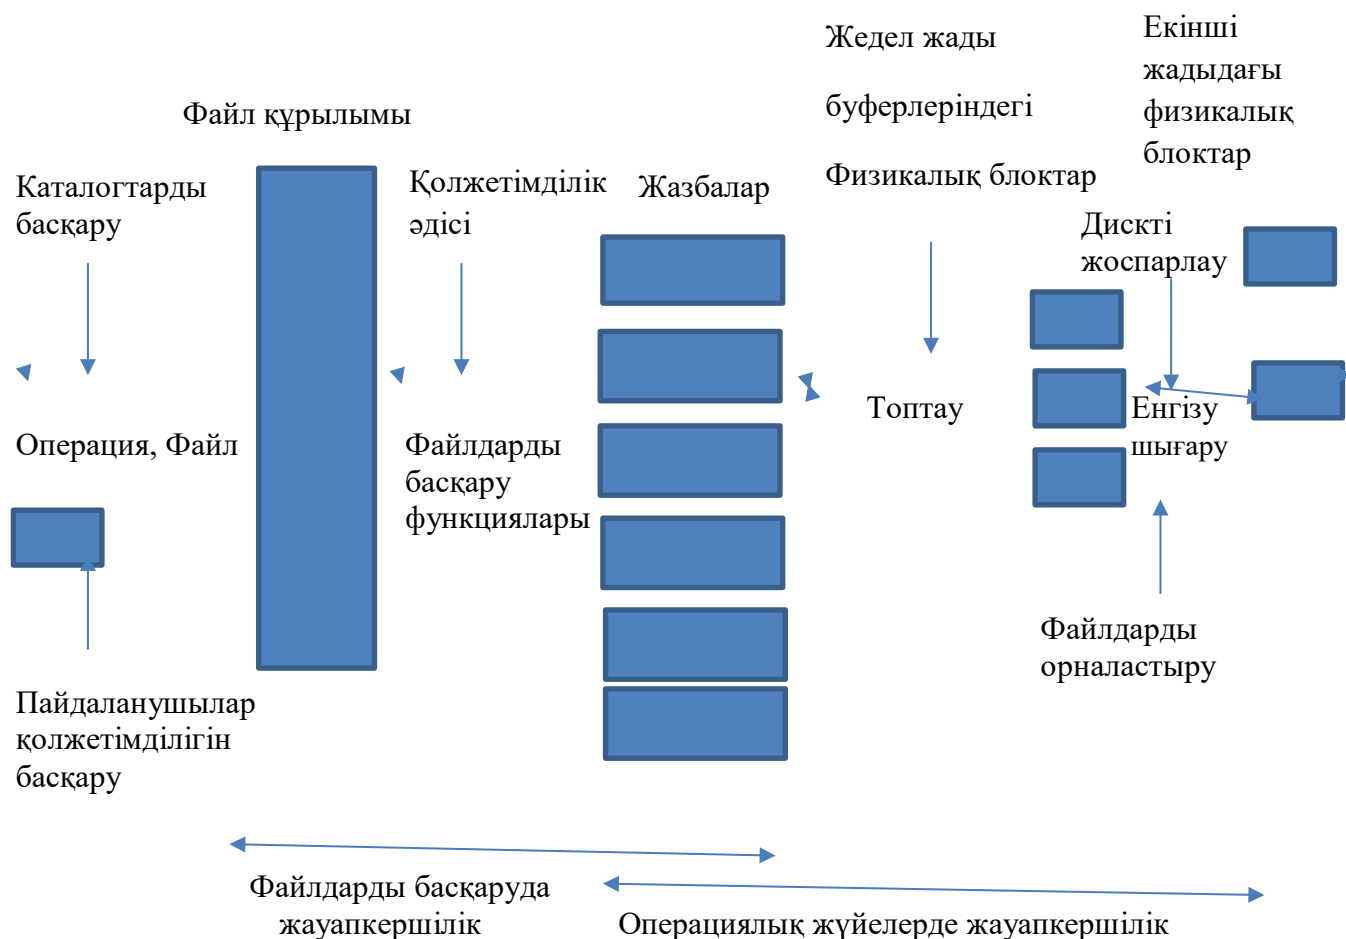 Жедел жады
буферлеріндегі
Физикалық блоктар
Екінші
жадыдағы
физикалық
блоктар
Файл құрылымы
Каталогтарды
басқару
Қолжетімділік
әдісі
Жазбалар
Дискті
жоспарлау
Операция, Файл
Файлдарды
басқару
функциялары
Топтау
Енгізу
шығару
Пайдаланушылар
қолжетімділігін
басқару
Файлдарды
орналастыру
Файлдарды басқаруда
жауапкершілік
Операциялық жүйелерде жауапкершілік